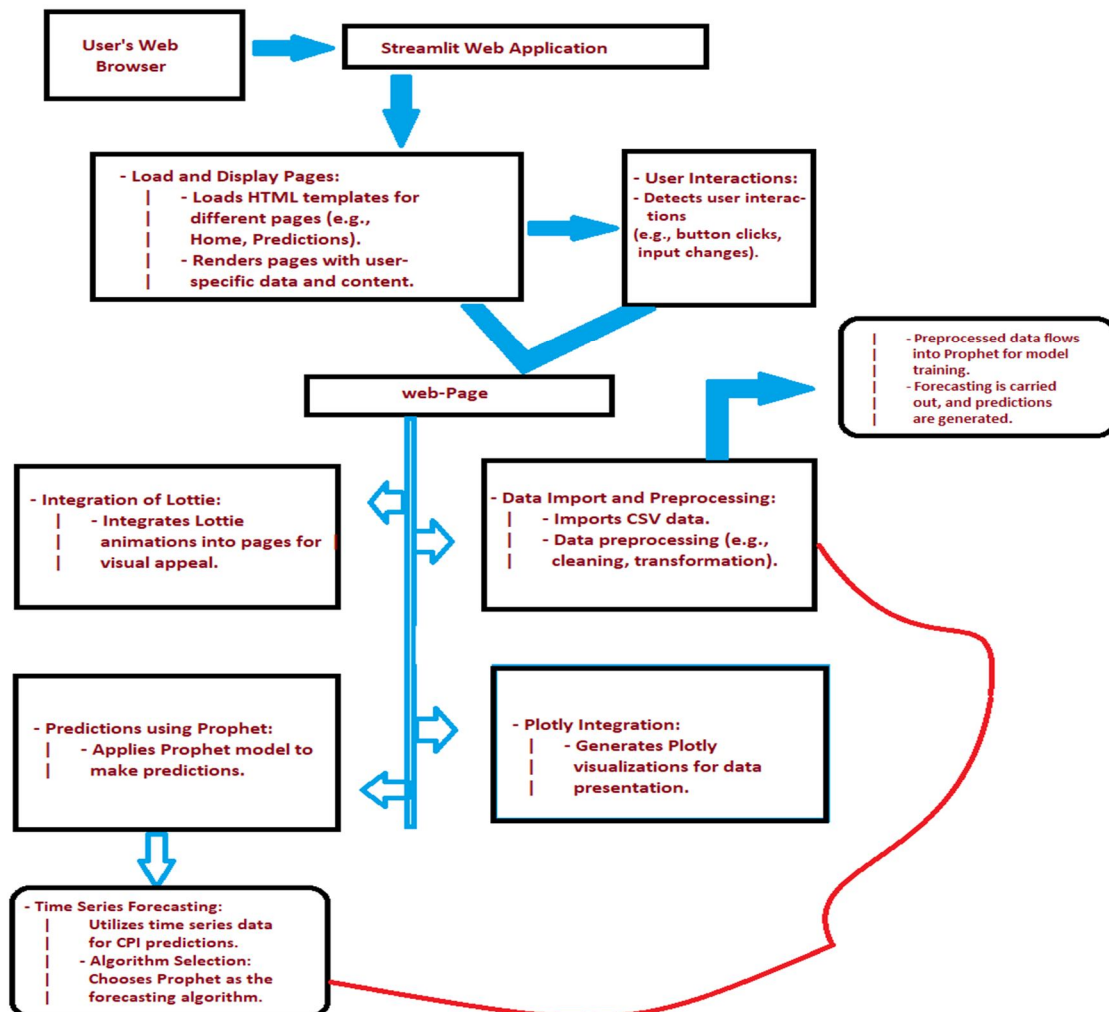 User's Web
Browser
Streamlit Web Application
- Load and Display Pages:
| - Loads HTML templates for
| different pages (e.g.,
| Home, Predictions).
| - Renders pages with user-
| specific data and content.
- User Interactions:
- Detects user interac-
tions
(e.g., button clicks,
input changes).
| - Preprocessed data flows
| into Prophet for model
| training.
| - Forecasting is carried
| out, and predictions
| are generated.
web-Page
- Integration of Lottie:
| - Integrates Lottie
| animations into pages for |
| visual appeal.
- Data Import and Preprocessing:
| - Imports CSV data.
| - Data preprocessing (e.g.,
| cleaning, transformation).
- Predictions using Prophet:
| - Applies Prophet model to
| make predictions.
- Plotly Integration:
| - Generates Plotly
| visualizations for data
| presentation.
- Time Series Forecasting:
| Utilizes time series data
| for CPI predictions.
| - Algorithm Selection:
| Chooses Prophet as the
| forecasting algorithm.